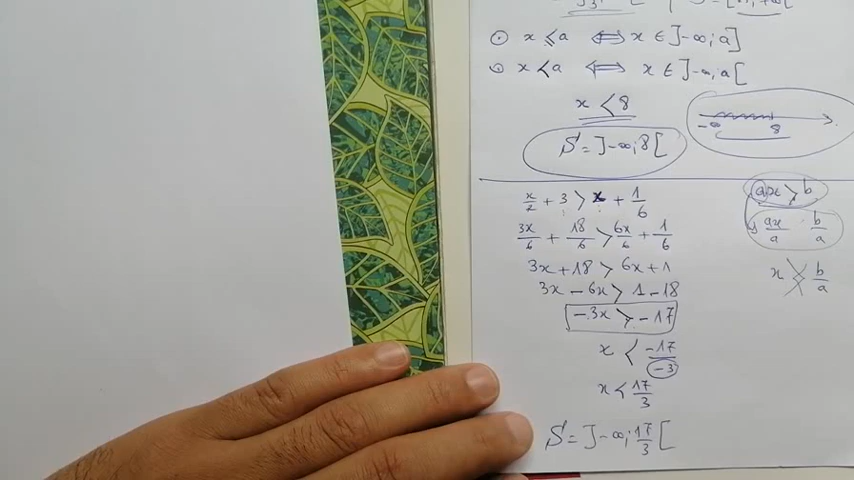 ⊙ x ⩽ a ⟺ x ∈ ]-∞; a]
⊙ x < a ⟺ x ∈ ]-∞; a[
x < 8
-∞ 8
S = ]-∞; 8[
x/2 + 3 > x + 1/6
3x/6 + 18/6 > 6x/6 + 1/6
3x + 18 > 6x + 1
3x - 6x > 1 - 18
-3x > -17
x < -17/-3
x < 17/3
S = ]-∞; 17/3[
ax > b
ax/a b/a
x > b/a